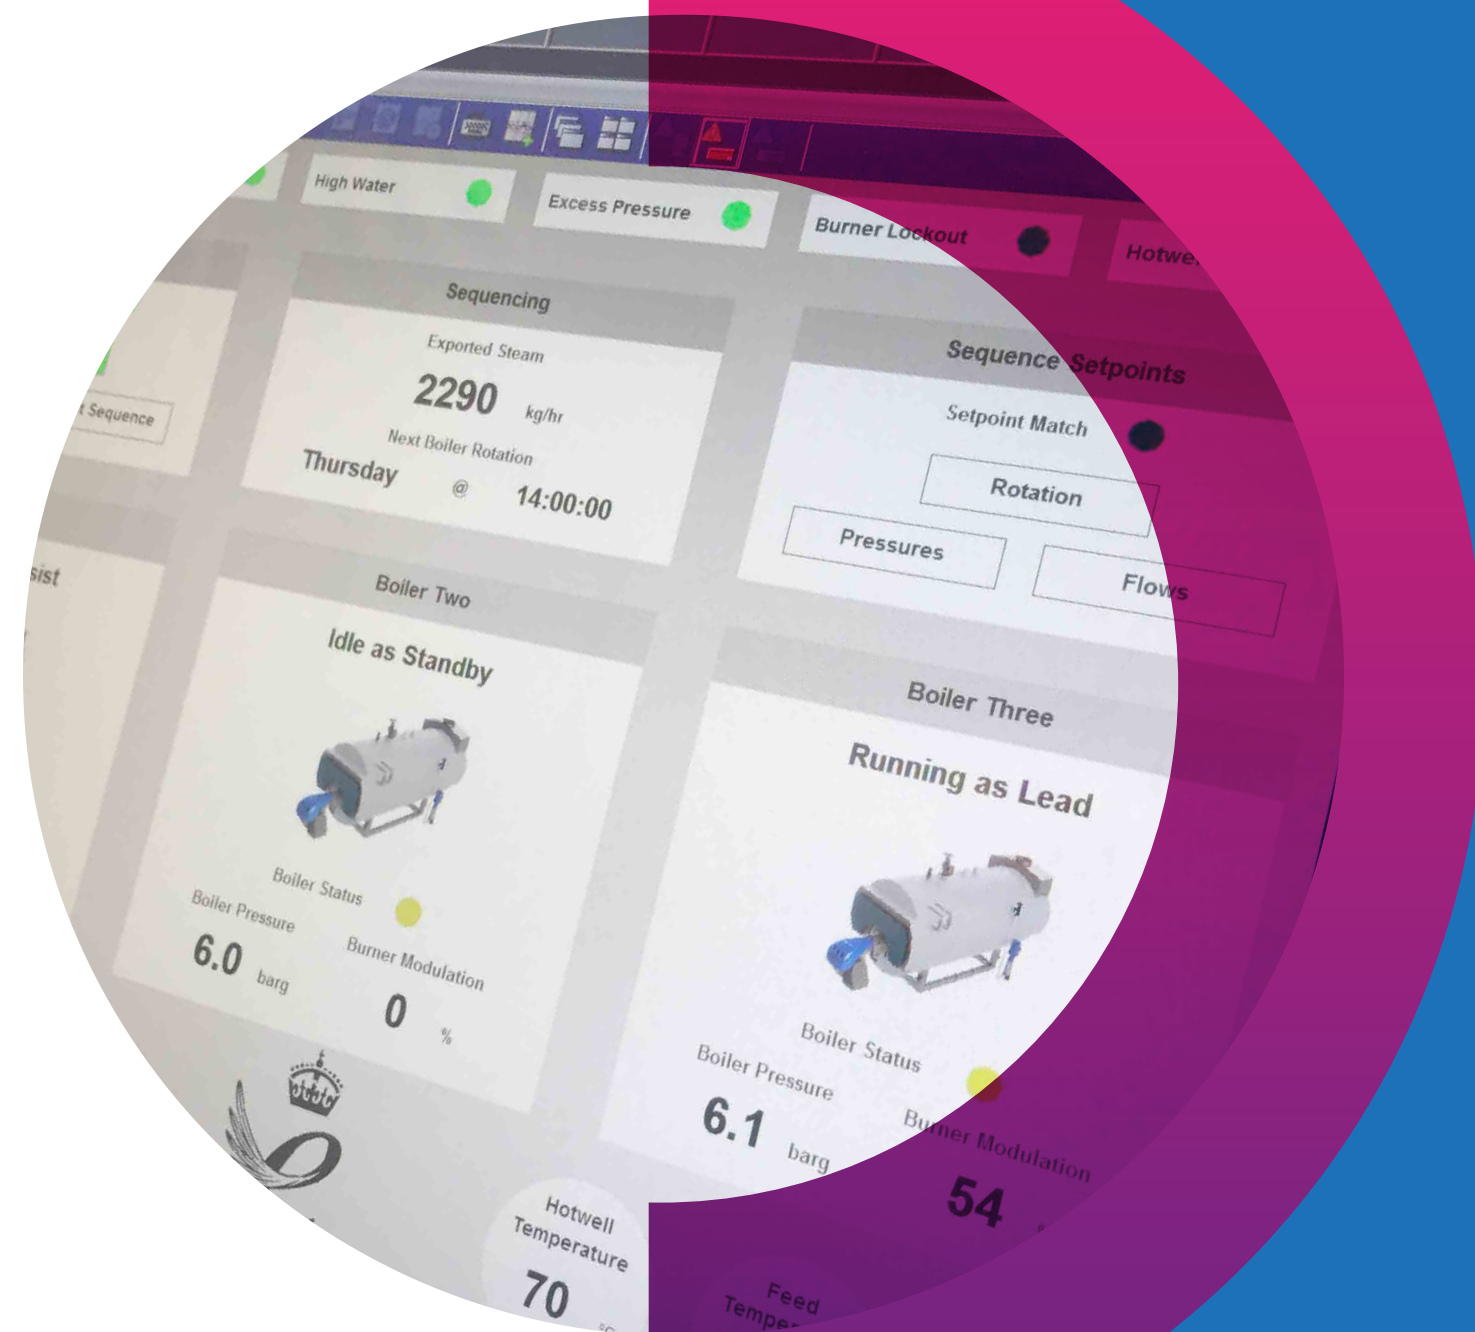 High Water
Excess Pressure
Burner Lockout
Sequencing
Exported Steam
2290 kg/hr
Next Boiler Rotation
Thursday @ 14:00:00
Sequence Setpoints
Setpoint Match
Rotation
Pressures
Flows
Sequence
Boiler Two
Idle as Standby
Boiler Status
Boiler Pressure
6.0 barg
Burner Modulation
0 %
Boiler Three
Running as Lead
Boiler Status
Boiler Pressure
6.1 barg
Burner Modulation
54
Hotwell
Temperature
70 °C
Feed